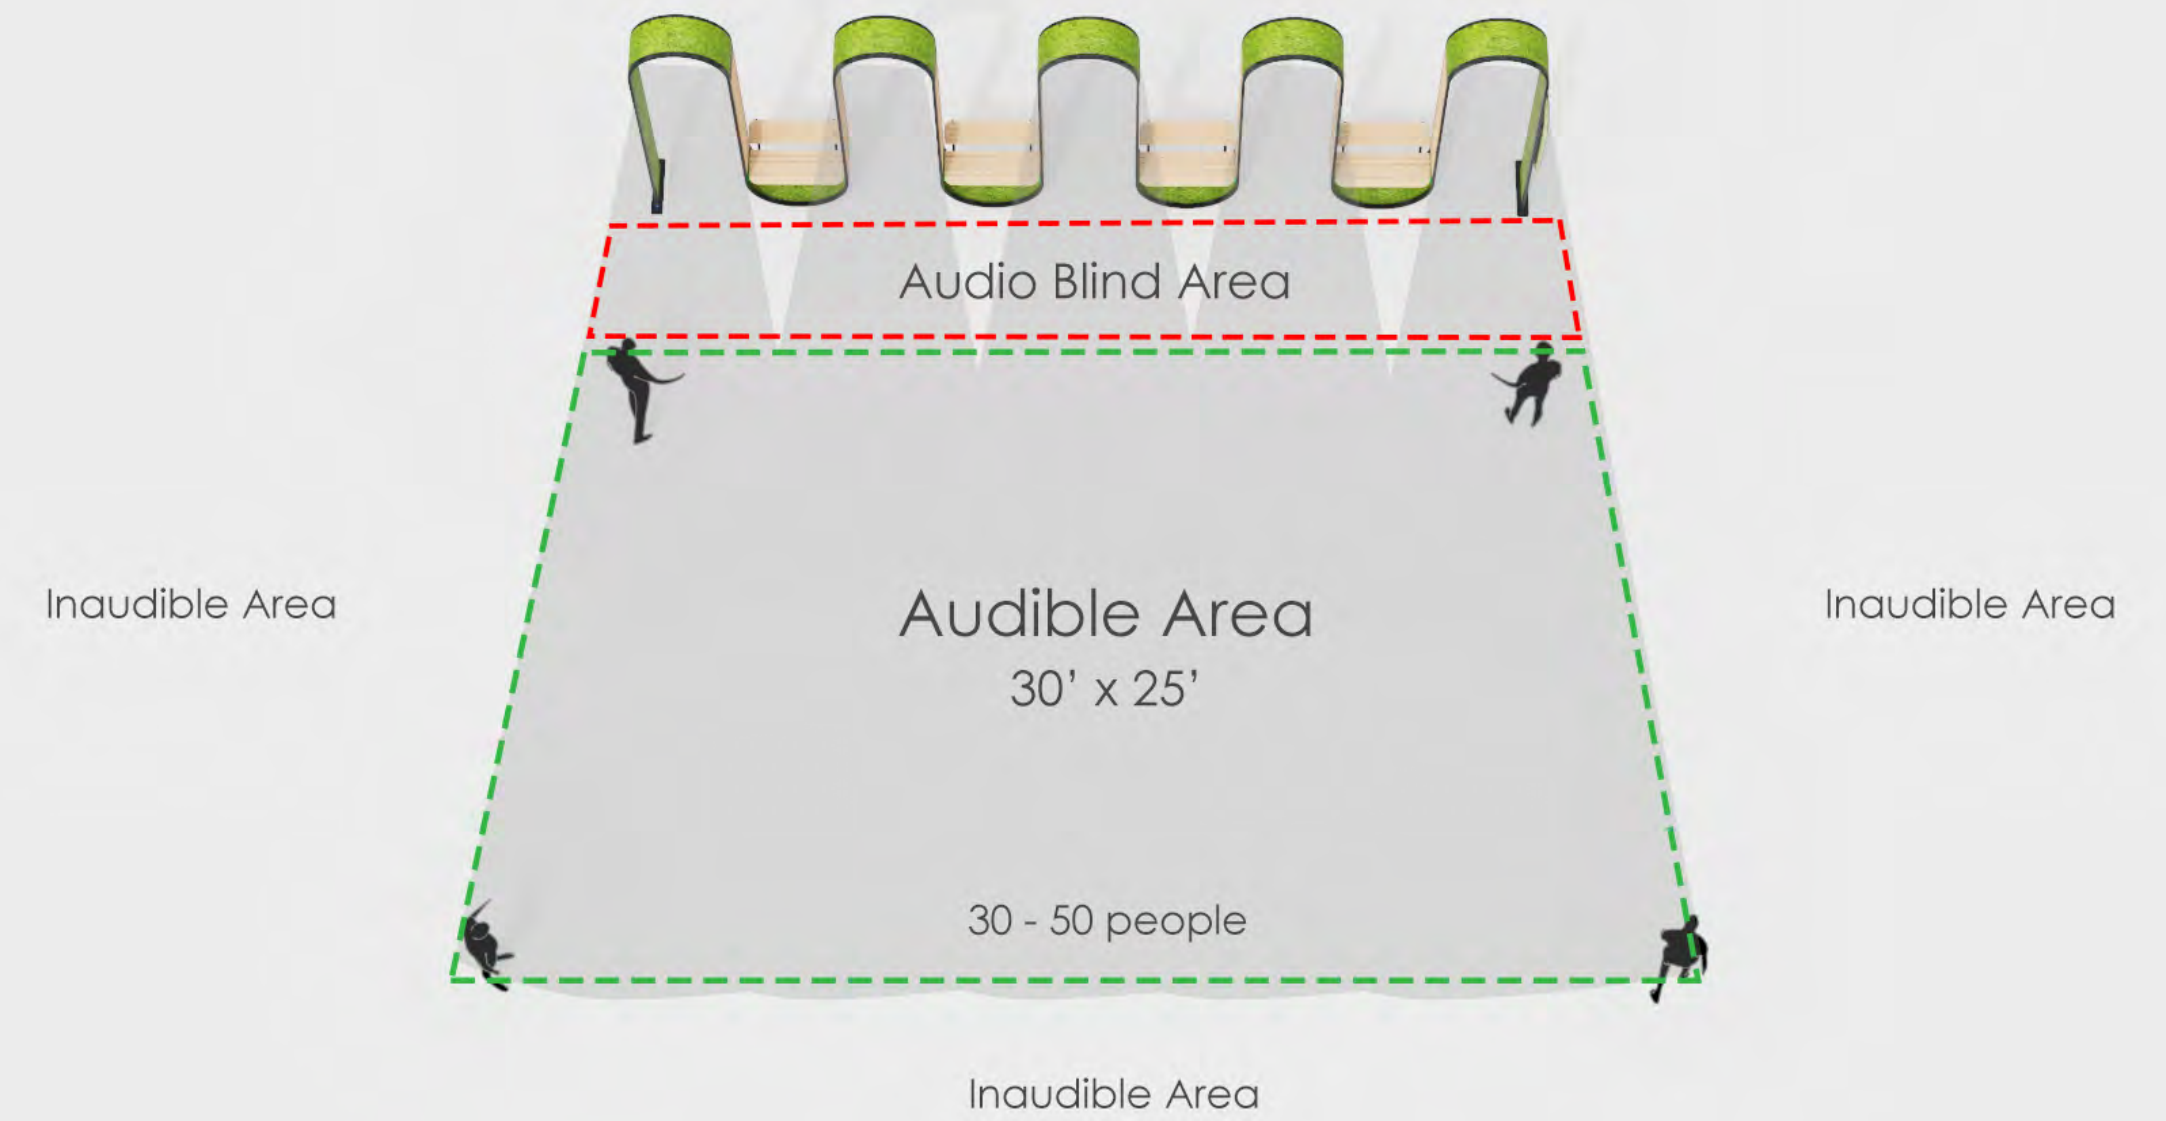 Audio Blind Area
Inaudible Area
Audible Area
Inaudible Area
30’ x 25’
30 - 50 people
Inaudible Area